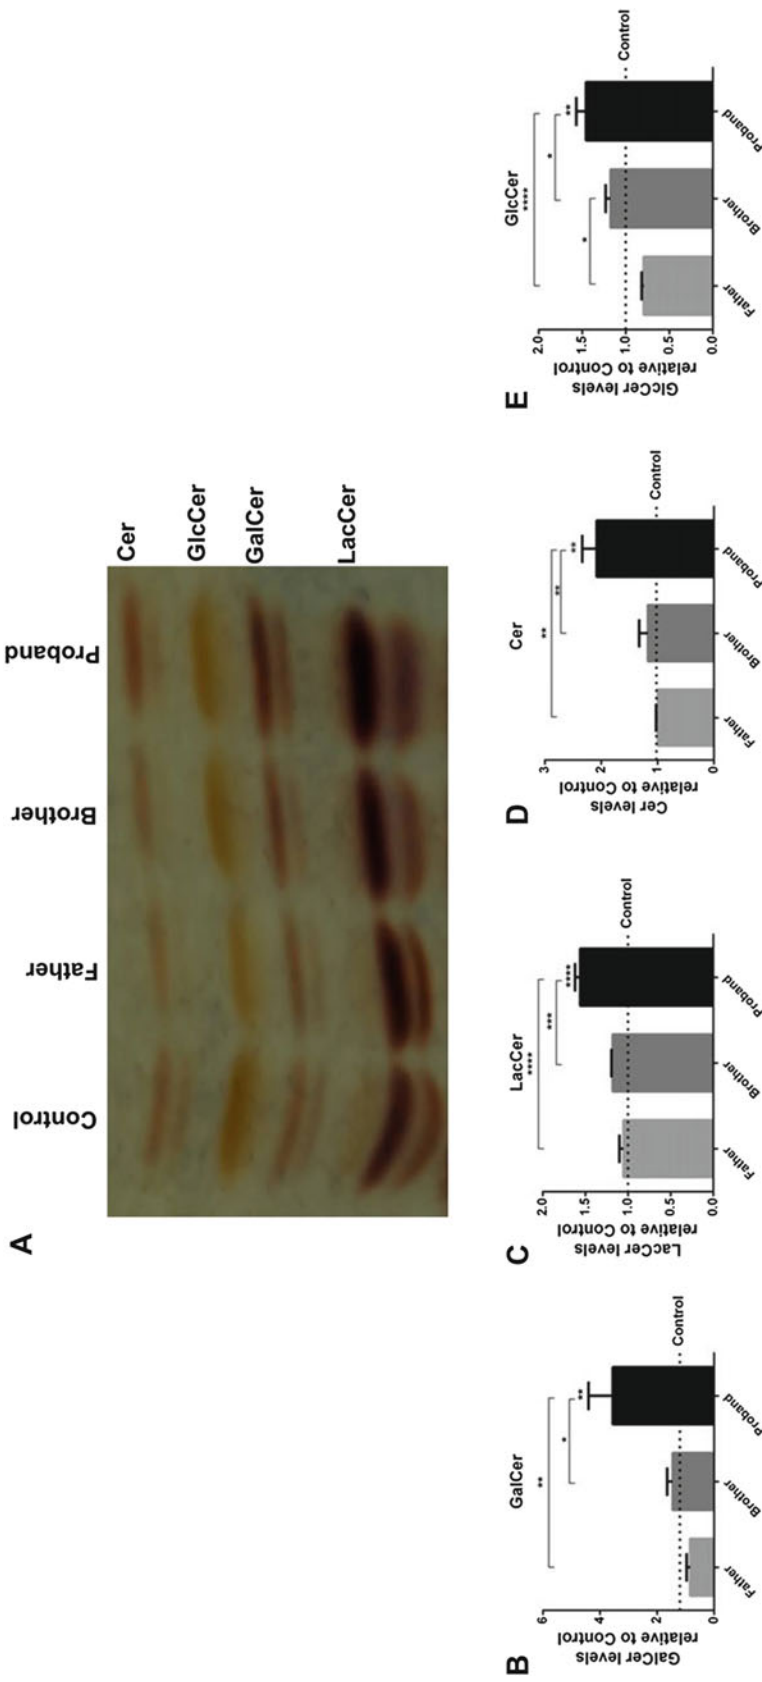 A
Control
Father
Brother
Proband
Cer
GlcCer
GalCer
LacCer
B
GalCer
**
*
**
GalCer levels
relative to Control
6
4
2
0
Control
Father
Brother
Proband
C
LacCer
****
***
****
LacCer levels
relative to Control
2.0
1.5
1.0
0.5
0.0
Control
Father
Brother
Proband
D
Cer
**
**
**
Cer levels
relative to Control
3
2
1
0
Control
Father
Brother
Proband
E
GlcCer
****
*
*
**
GlcCer levels
relative to Control
2.0
1.5
1.0
0.5
0.0
Control
Father
Brother
Proband